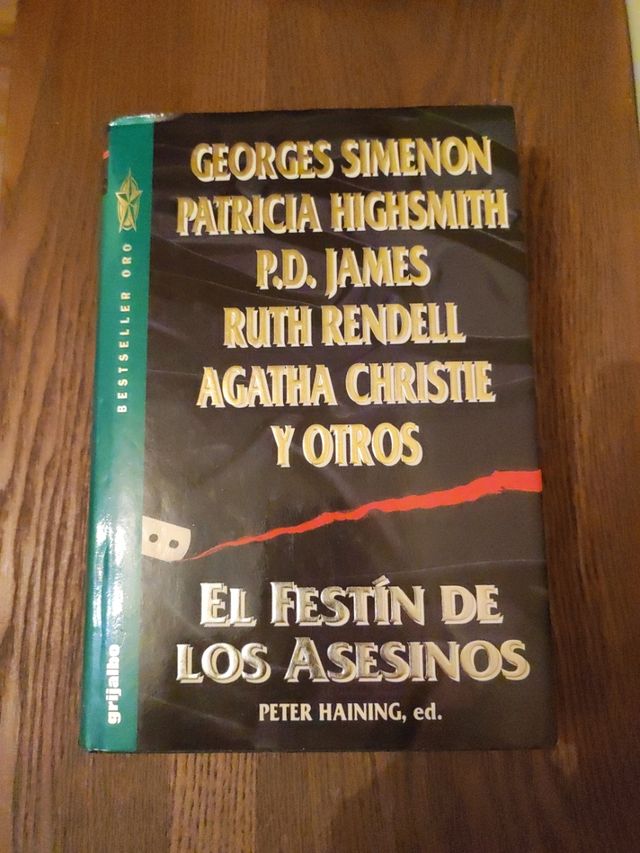 GEORGES SIMENON
PATRICIA HIGHSMITH
P.D. JAMES
RUTH RENDELL
AGATHA CHRISTIE
Y OTROS
EL FESTÍN DE
LOS ASESINOS
PETER HAINING, ed.
BESTSELLER ORO
grijalbo